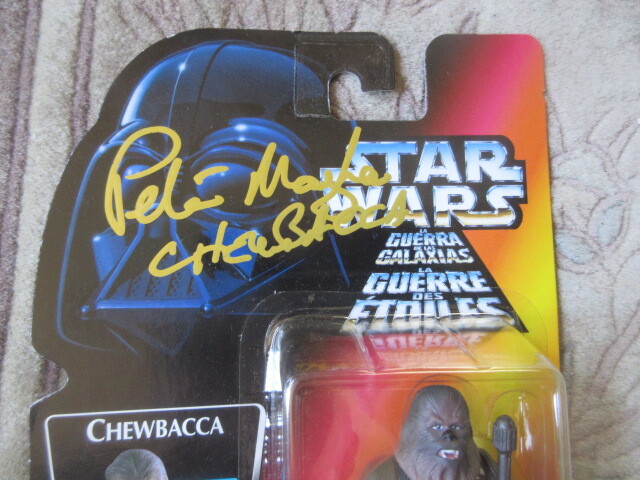 Peter Mayhew
CHEWBACCA
STAR
WARS
LA
GUERRA
DE LAS
GALAXIAS
LA
GUERRE
DES
ÉTOILES
CHEWBACCA